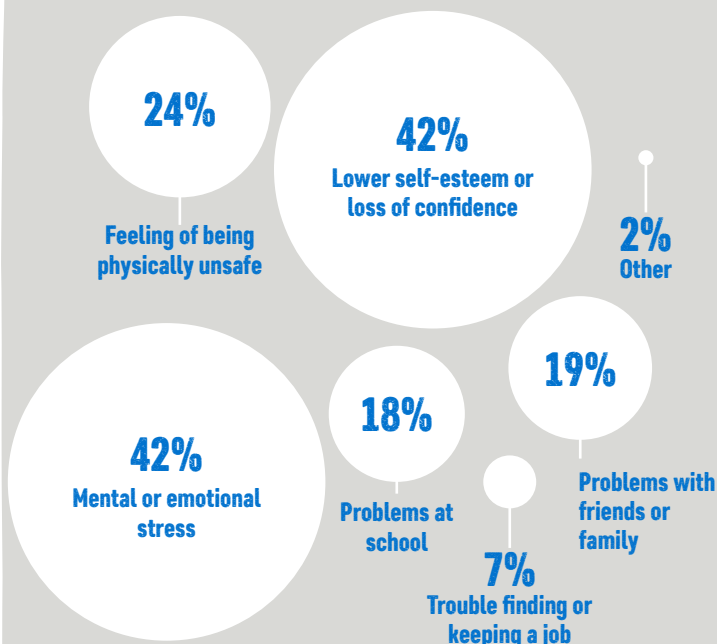 24%
Feeling of being
physically unsafe
42%
Lower self-esteem or
loss of confidence
2%
Other
42%
Mental or emotional
stress
18%
Problems at
school
19%
Problems with
friends or
family
7%
Trouble finding or
keeping a job